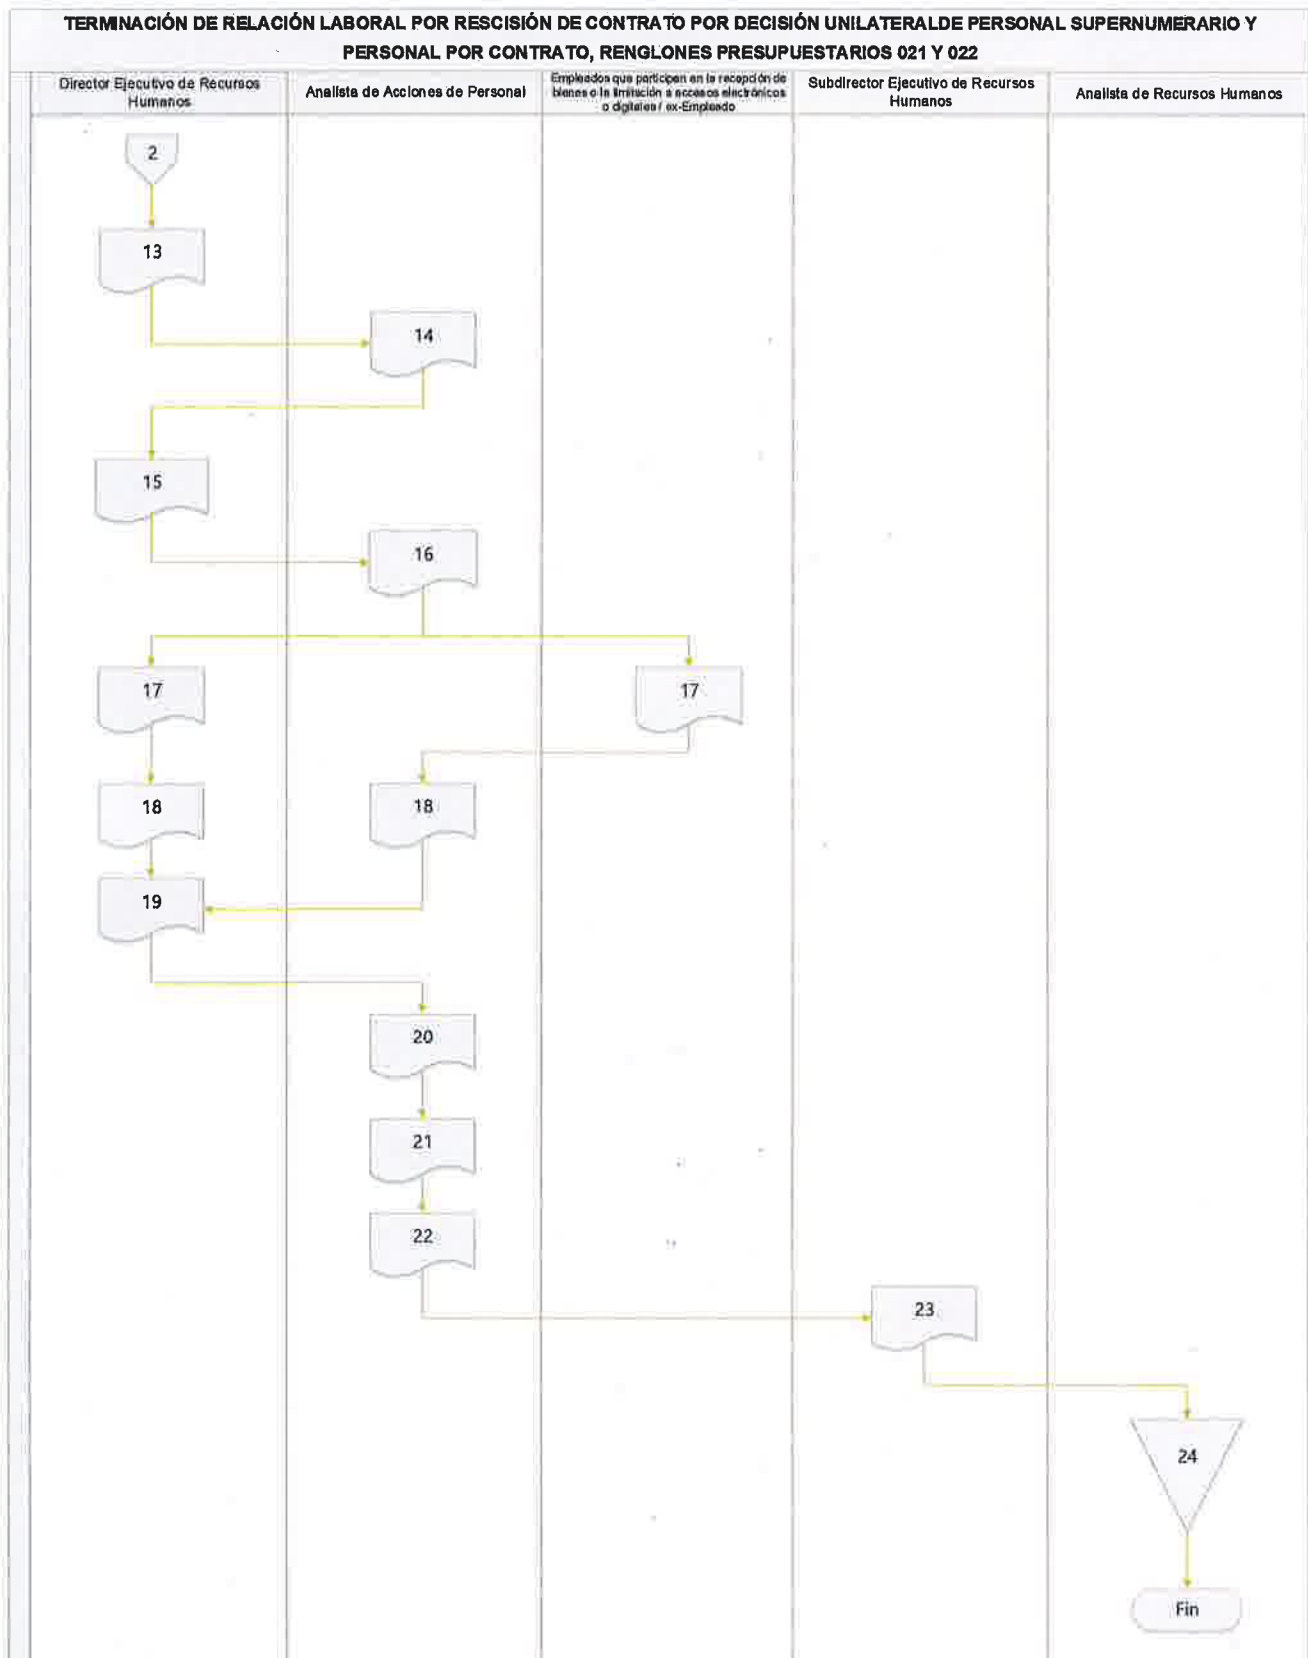 TERMINACIÓN DE RELACIÓN LABORAL POR RESCISIÓN DE CONTRATO POR DECISIÓN UNILATERALDE PERSONAL SUPERNUMERARIO Y
PERSONAL POR CONTRATO, RENGLONES PRESUPUESTARIOS 021 Y 022
Director Ejecutivo de Recursos
Humanos
Analista de Acciones de Personal
Empleados que participen en la recepción de
bienes o la limitación a accesos electrónicos
o digitales / ex-Empleado
Subdirector Ejecutivo de Recursos
Humanos
Analista de Recursos Humanos
2
13
14
15
16
17
17
18
18
19
20
21
22
23
24
Fin